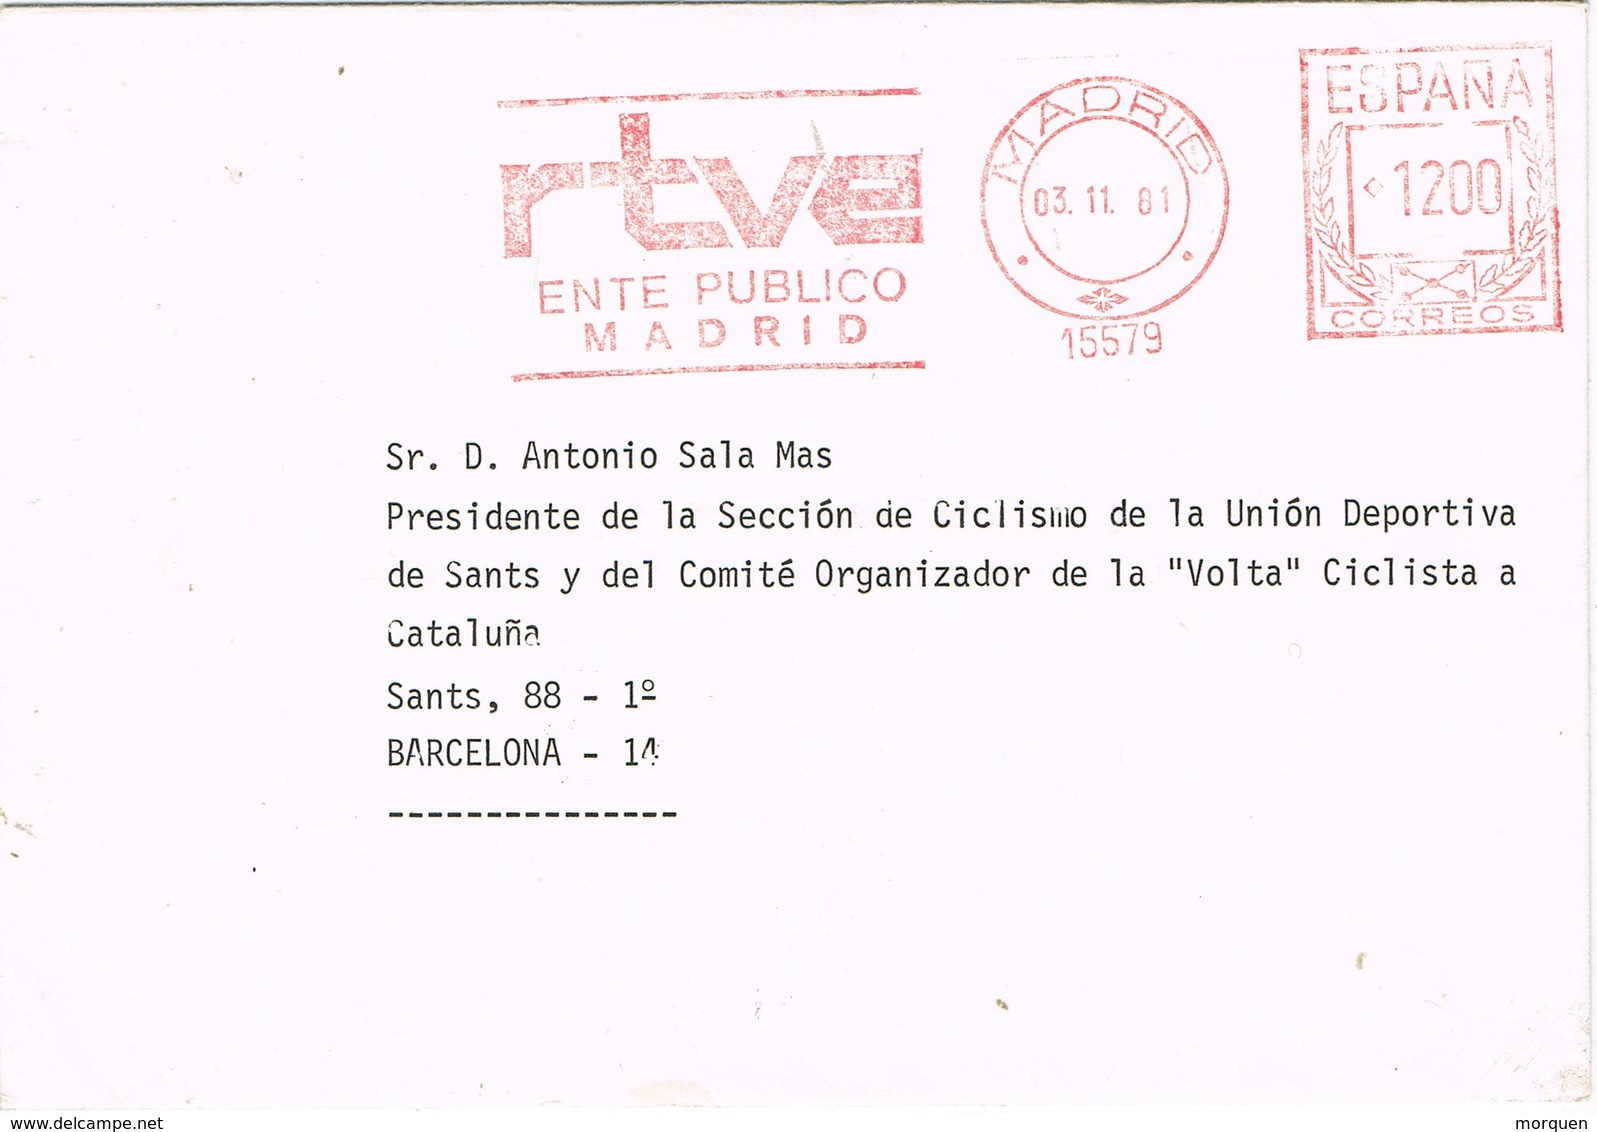 rtve
ENTE PUBLICO
MADRID
MADRID
03. 11. 81
15579
ESPAÑA
1200
CORREOS
Sr. D. Antonio Sala Mas
Presidente de la Sección de Ciclismo de la Unión Deportiva
de Sants y del Comité Organizador de la "Volta" Ciclista a
Cataluña
Sants, 88 - 1º
BARCELONA - 14
---------------
www.delcampe.net
morquen